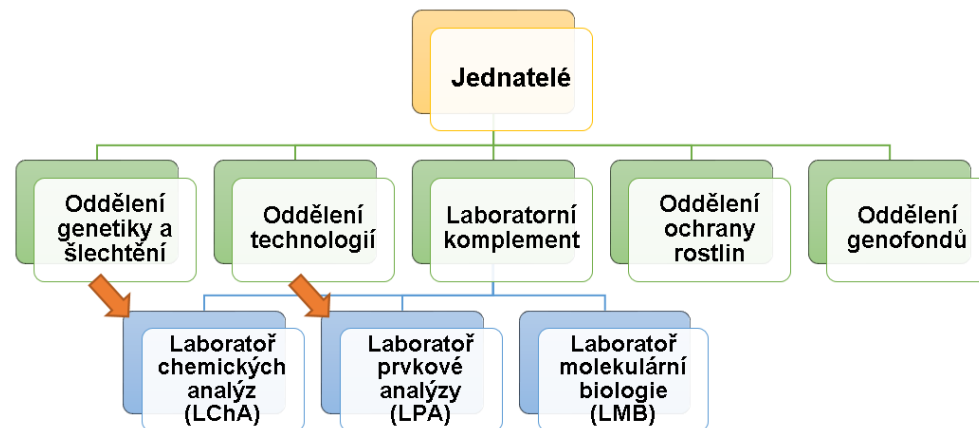 Jednatelé
Oddělení
genetiky a
šlechtění
Oddělení
technologií
Laboratorní
komplement
Oddělení
ochrany
rostlin
Oddělení
genofondů
Laboratoř
chemických
analýz
(LChA)
Laboratoř
prvkové
analýzy
(LPA)
Laboratoř
molekulární
biologie
(LMB)